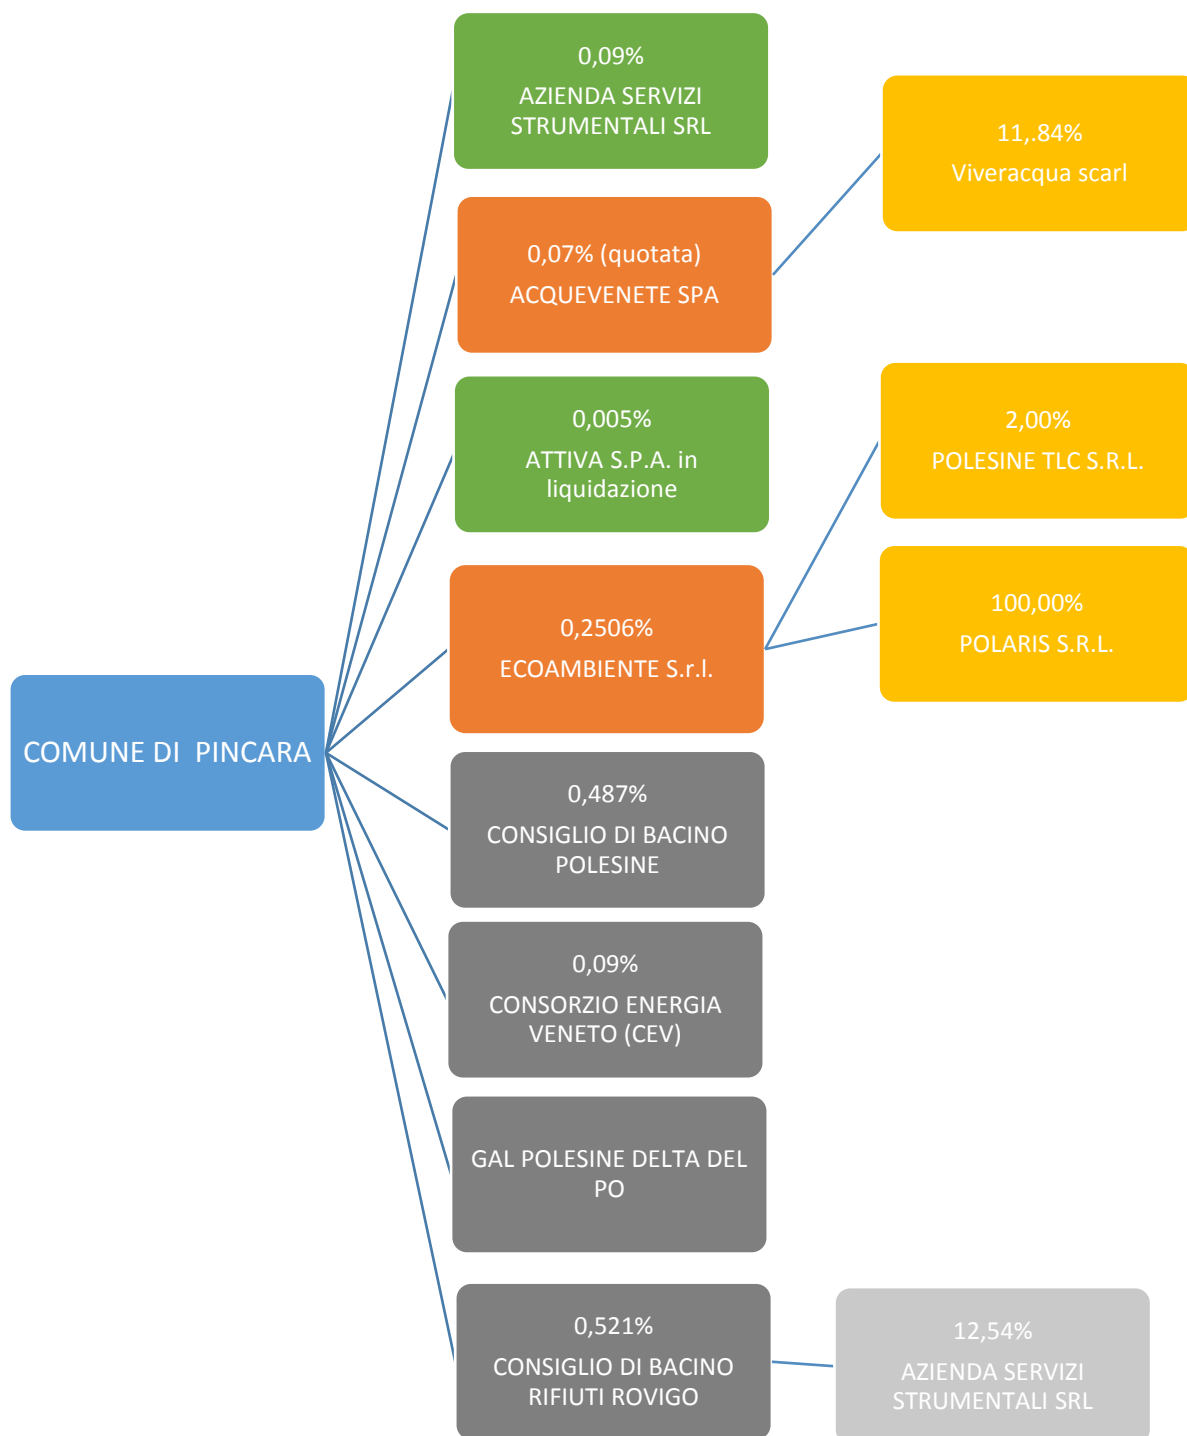 COMUNE DI  PINCARA
0,09%
AZIENDA SERVIZI
STRUMENTALI SRL
0,07% (quotata)
ACQUEVENETE SPA
11,.84%
Viveracqua scarl
0,005%
ATTIVA S.P.A. in
liquidazione
0,2506%
ECOAMBIENTE S.r.l.
2,00%
POLESINE TLC S.R.L.
100,00%
POLARIS S.R.L.
0,487%
CONSIGLIO DI BACINO
POLESINE
0,09%
CONSORZIO ENERGIA
VENETO (CEV)
GAL POLESINE DELTA DEL
PO
0,521%
CONSIGLIO DI BACINO
RIFIUTI ROVIGO
12,54%
AZIENDA SERVIZI
STRUMENTALI SRL